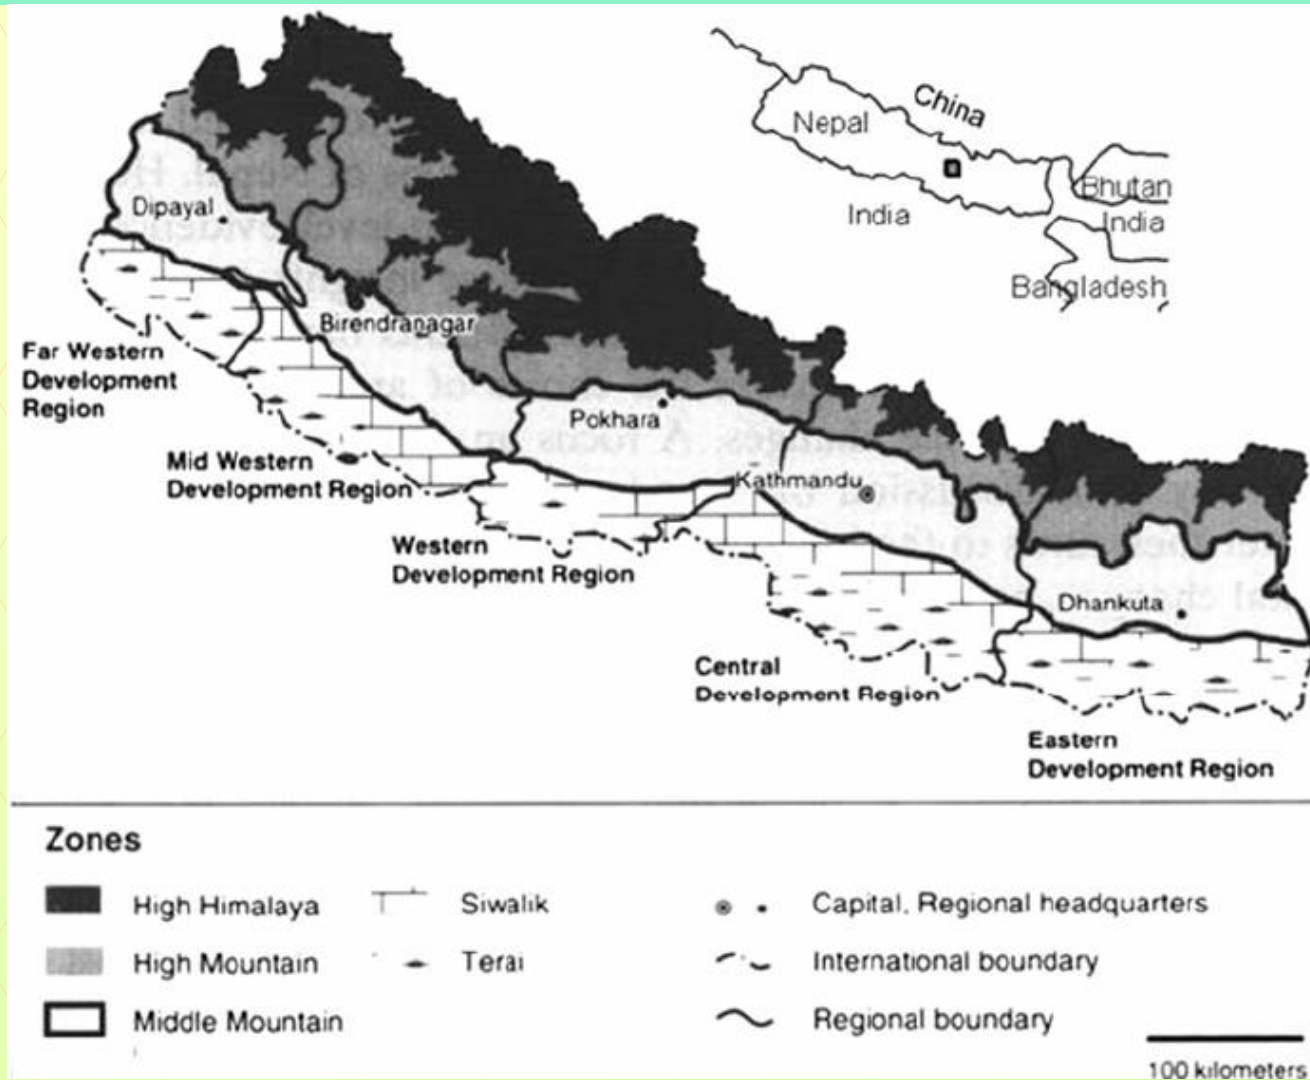 China
Nepal
Bhutan
India
India
Bangladesh
Dipayal
Birendranagar
Far Western
Development
Region
Pokhara
Mid Western
Development Region
Kathmandu
Western
Development Region
Dhankuta
Central
Development Region
Eastern
Development Region
Zones
High Himalaya
Siwalik
Capital, Regional headquarters
High Mountain
Terai
International boundary
Middle Mountain
Regional boundary
100 kilometers